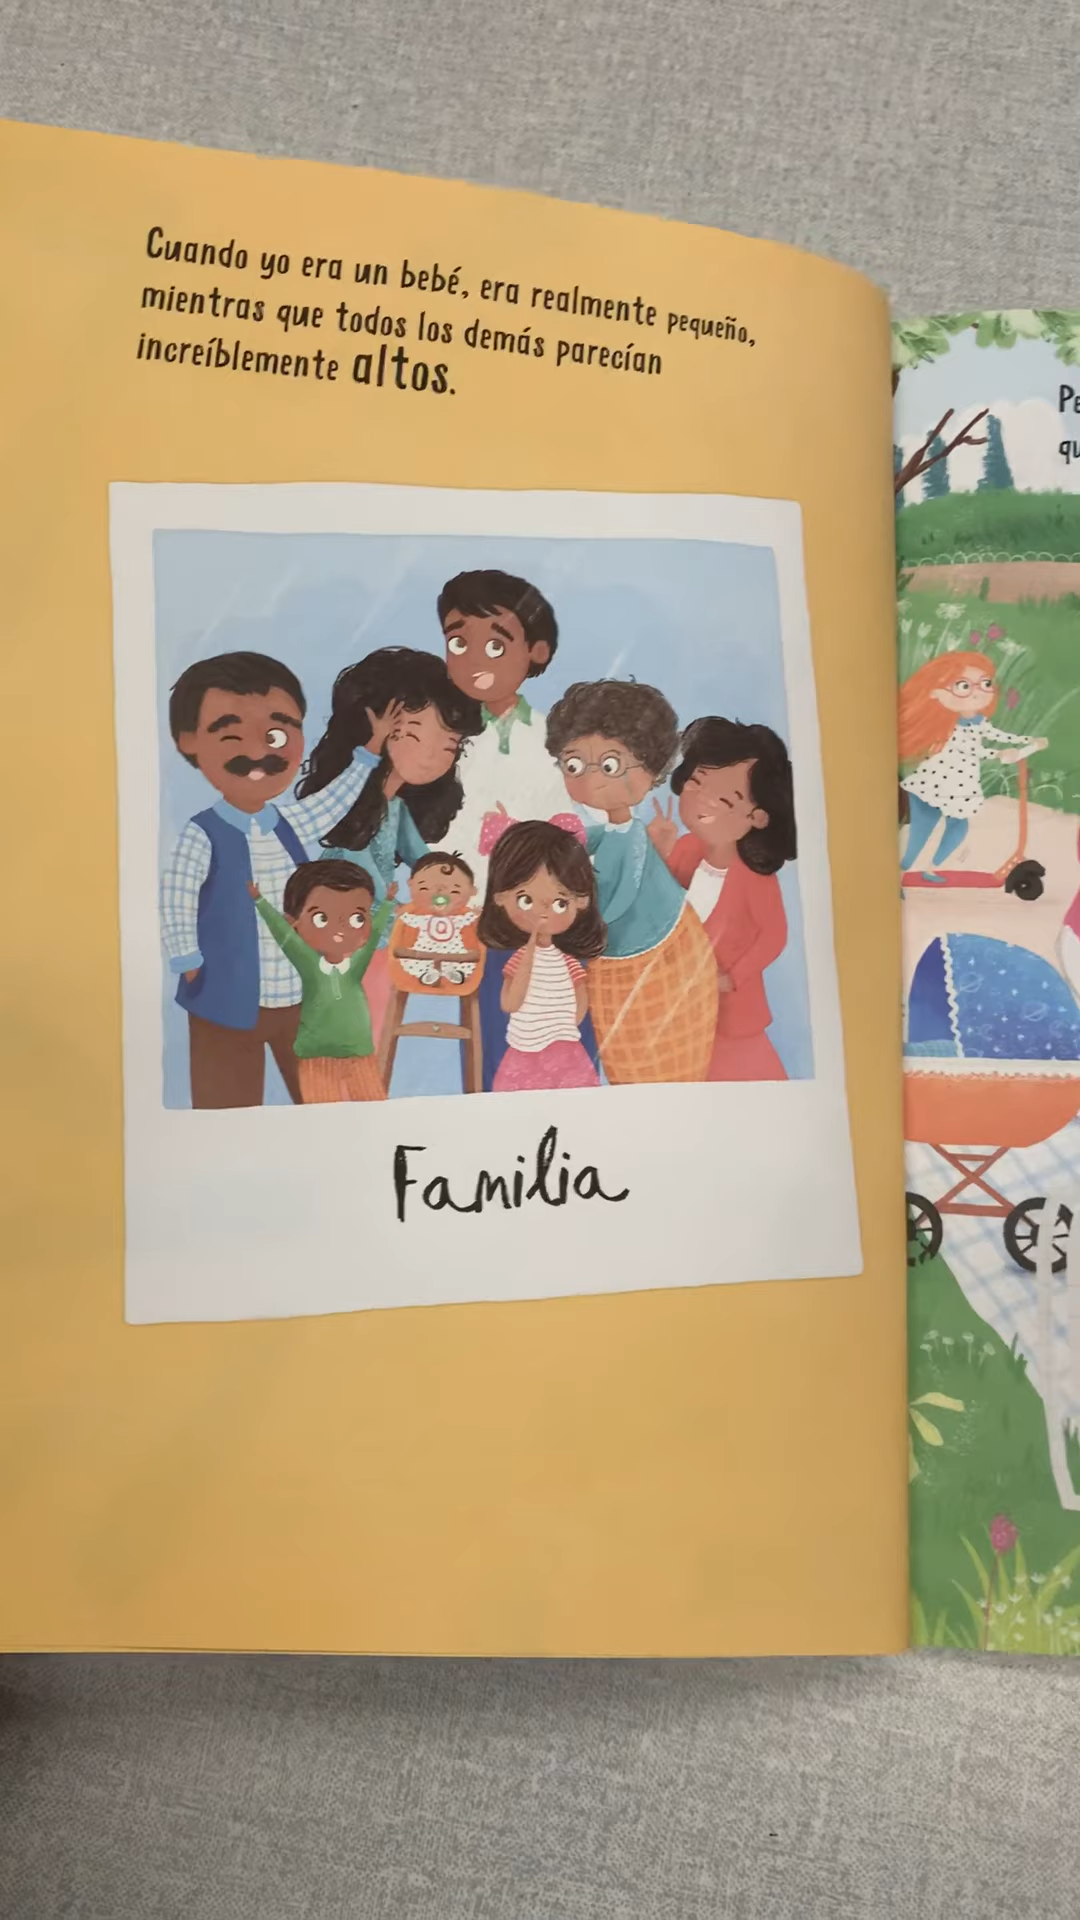 Cuando yo era un bebé, era realmente pequeño,
mientras que todos los demás parecían
increíblemente altos.
Familia